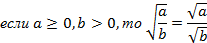 если a ≥ 0, b > 0, то √(a/b) = √a/√b